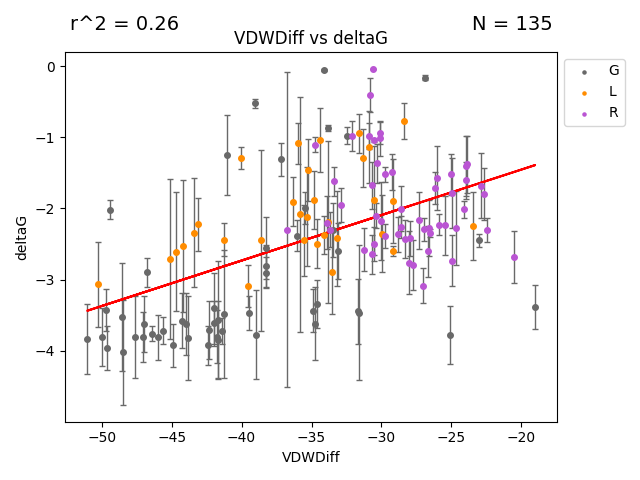 r^2 = 0.26
N = 135
VDWDiff vs deltaG
G
L
R
0
−1
−2
−3
−4
deltaG
−50
−45
−40
−35
−30
−25
−20
VDWDiff